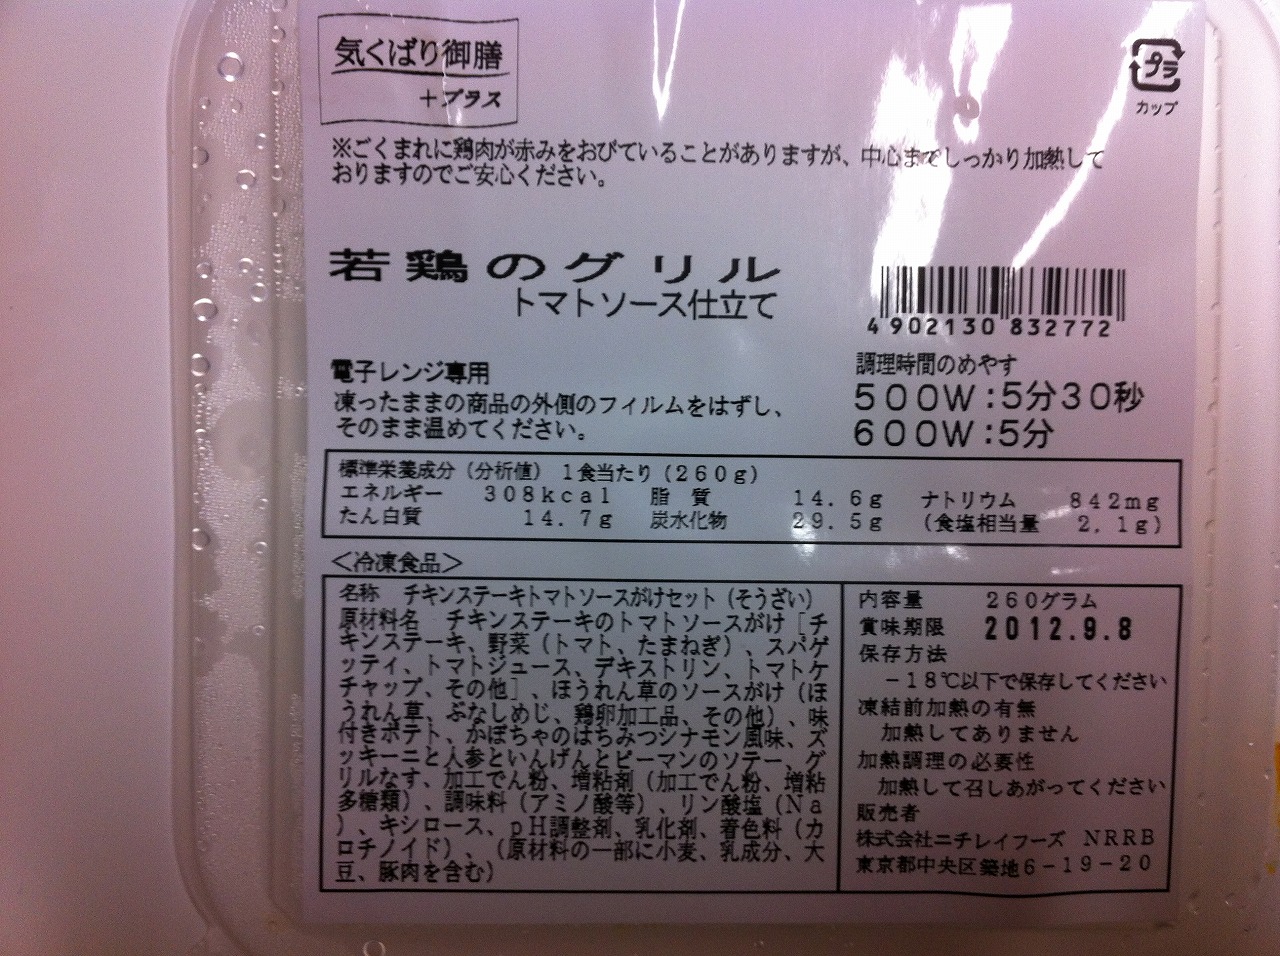 気くばり御膳
+プラス
プラ
カップ
※ごくまれに鶏肉が赤みをおびていることがありますが、中心までしっかり加熱して
おりますのでご安心ください。
若鶏のグリル
トマトソース仕立て
4902130832772
電子レンジ専用
凍ったままの商品の外側のフィルムをはずし、
そのまま温めてください。
調理時間のめやす
500W:5分30秒
600W:5分
標準栄養成分(分析値) 1食当たり(260g)
エネルギー 308kcal 脂 質 14.6g ナトリウム 842mg
たん白質 14.7g 炭水化物 29.5g (食塩相当量 2.1g)
<冷凍食品>
名称 チキンステーキトマトソースがけセット(そうざい)
原材料名 チキンステーキのトマトソースがけ[チ
キンステーキ、野菜(トマト、たまねぎ)、スパゲ
ッティ、トマトジュース、デキストリン、トマトケ
チャップ、その他]、ほうれん草のソースがけ(ほ
うれん草、ぶなしめじ、鶏卵加工品、その他)、味
付きポテト、かぼちゃのはちみつシナモン風味、ズ
ッキーニと人参といんげんとピーマンのソテー、グ
リルなす、加工でん粉、増粘剤(加工でん粉、増粘
多糖類)、調味料(アミノ酸等)、リン酸塩(Na
)、キシロース、pH調整剤、乳化剤、着色料(カ
ロチノイド)、(原材料の一部に小麦、乳成分、大
豆、豚肉を含む)
内容量 260グラム
賞味期限 2012.9.8
保存方法
-18℃以下で保存してください
凍結前加熱の有無
加熱してありません
加熱調理の必要性
加熱して召しあがってください
販売者
株式会社ニチレイフーズ NRRB
東京都中央区築地6-19-20